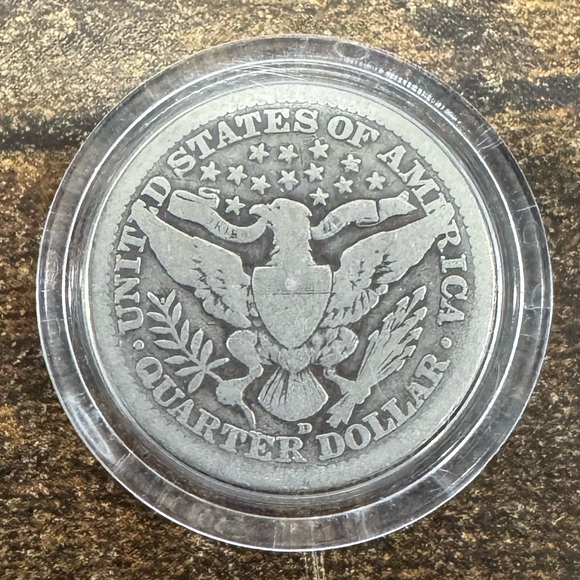 UNITED STATES OF AMERICA
D
· QUARTER DOLLAR ·